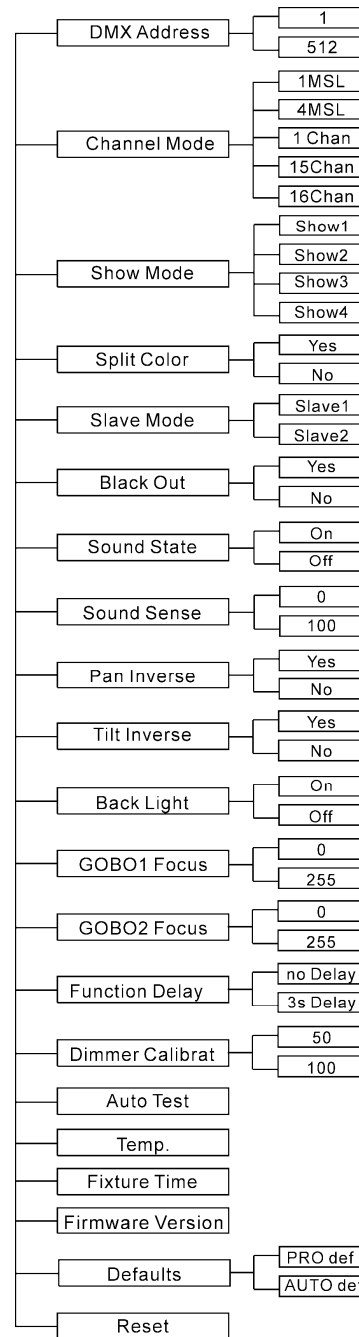 DMX Address
1
512
Channel Mode
1MSL
4MSL
1 Chan
15Chan
16Chan
Show Mode
Show1
Show2
Show3
Show4
Split Color
Yes
No
Slave Mode
Slave1
Slave2
Black Out
Yes
No
Sound State
On
Off
Sound Sense
0
100
Pan Inverse
Yes
No
Tilt Inverse
Yes
No
Back Light
On
Off
GOBO1 Focus
0
255
GOBO2 Focus
0
255
Function Delay
no Delay
3s Delay
Dimmer Calibrat
50
100
Auto Test
Temp.
Fixture Time
Firmware Version
Defaults
PRO def
AUTO def
Reset